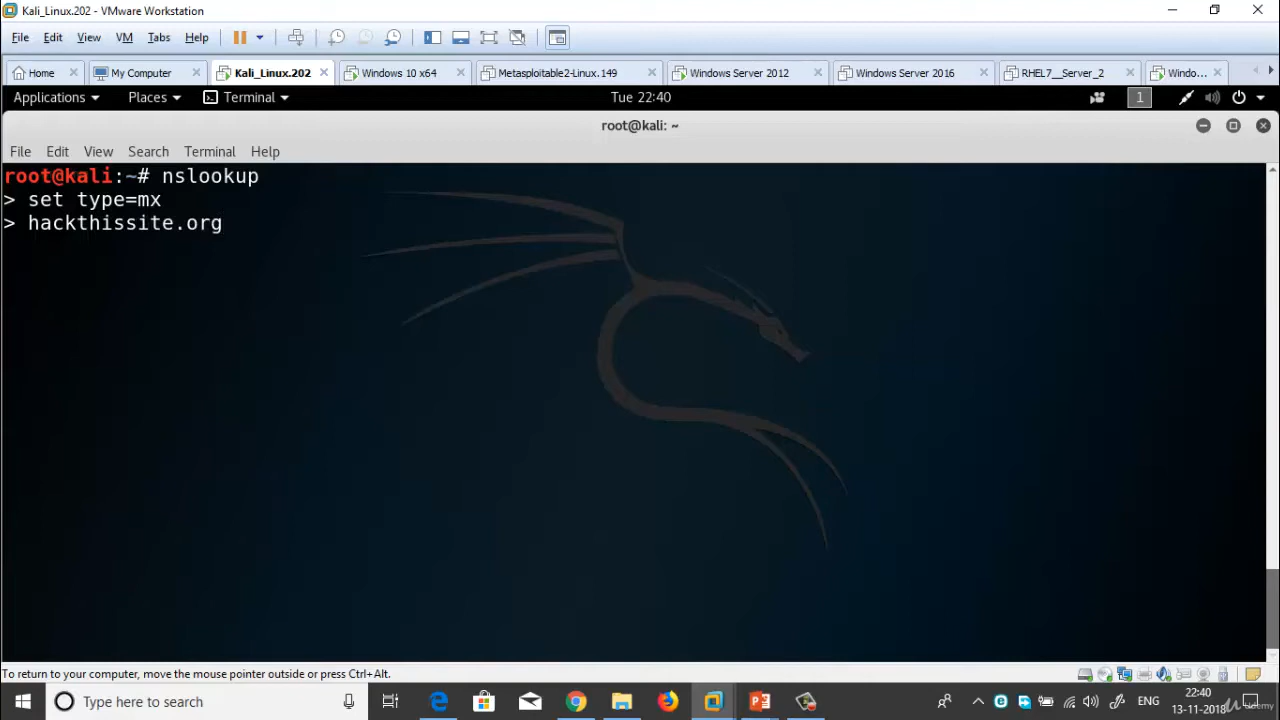 Kali_Linux.202 - VMware Workstation
File Edit View VM Tabs Help
Home My Computer Kali_Linux.202 Windows 10 x64 Metasploitable2-Linux.149 Windows Server 2012 Windows Server 2016 RHEL7__Server_2 Windo...
Applications Places Terminal Tue 22:40 1
root@kali: ~
File Edit View Search Terminal Help
root@kali:~# nslookup
> set type=mx
> hackthissite.org
To return to your computer, move the mouse pointer outside or press Ctrl+Alt.
Type here to search ENG 22:40
13-11-2018 Udemy